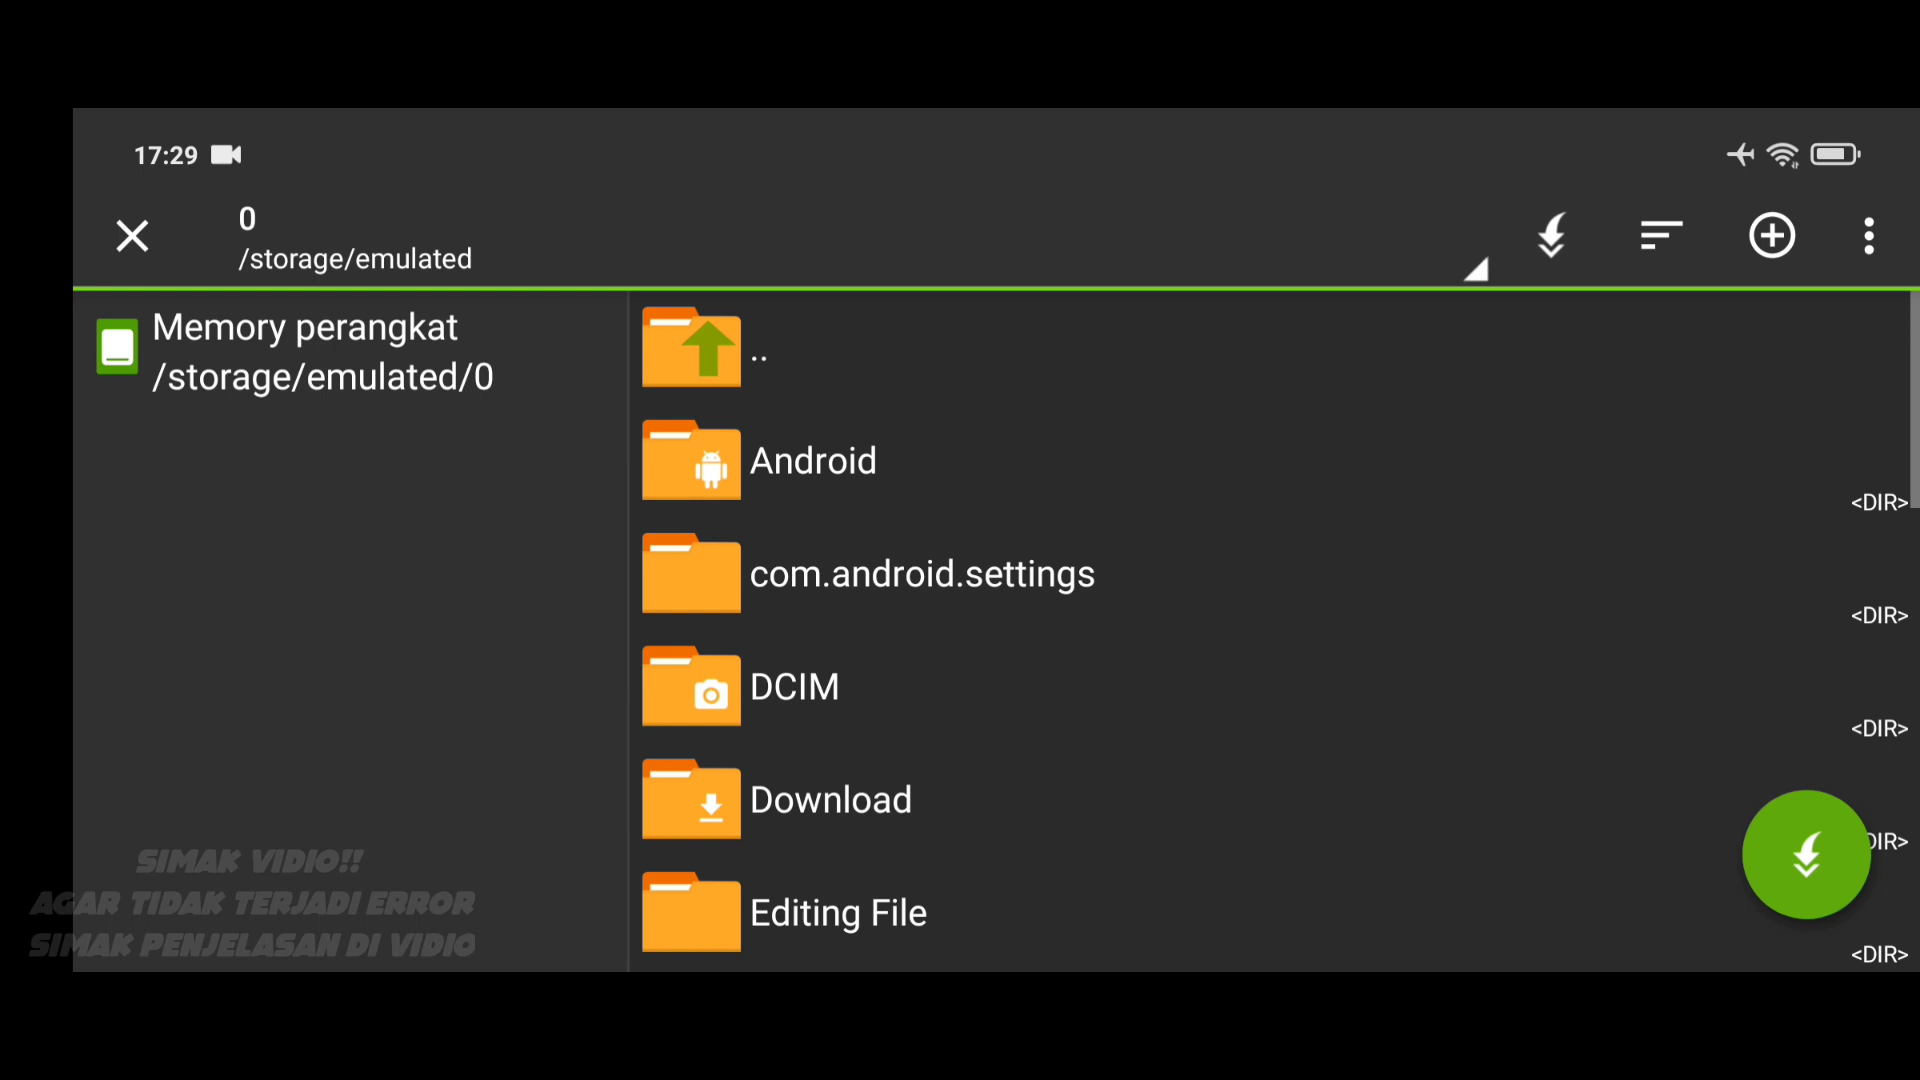 17:29
0
/storage/emulated
Memory perangkat
/storage/emulated/0
..
Android
<DIR>
com.android.settings
<DIR>
DCIM
<DIR>
Download
DIR>
Editing File
<DIR>
SIMAK VIDIO!!
AGAR TIDAK TERJADI ERROR
SIMAK PENJELASAN DI VIDIO